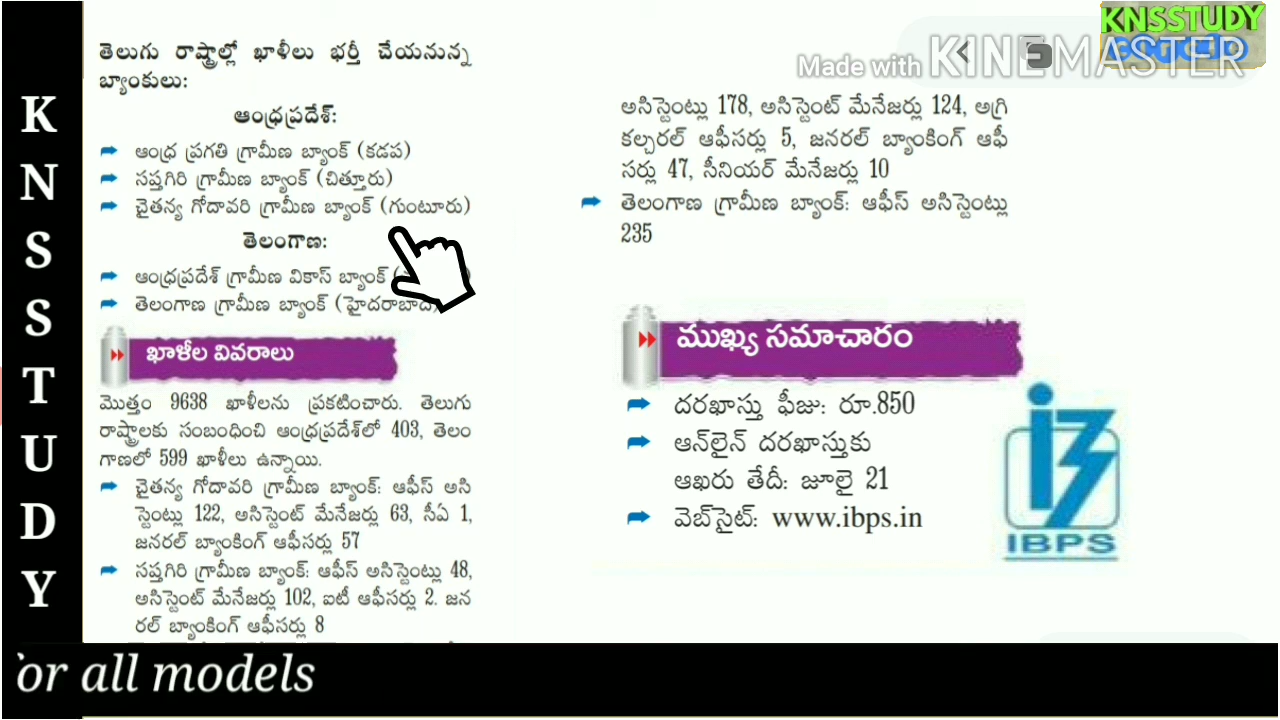 KNSSTUDY
తెలుగు రాష్ట్రాల్లో ఖాళీలు భర్తీ చేయనున్న
బ్యాంకులు:
ఆంధ్రప్రదేశ్:
ఆంధ్ర ప్రగతి గ్రామీణ బ్యాంక్ (కడప)
సప్తగిరి గ్రామీణ బ్యాంక్ (చిత్తూరు)
చైతన్య గోదావరి గ్రామీణ బ్యాంక్ (గుంటూరు)
తెలంగాణ:
ఆంధ్రప్రదేశ్ గ్రామీణ వికాస్ బ్యాంక్
తెలంగాణ గ్రామీణ బ్యాంక్ (హైదరాబాద్)
ఖాళీల వివరాలు
మొత్తం 9638 ఖాళీలను ప్రకటించారు. తెలుగు
రాష్ట్రాలకు సంబంధించి ఆంధ్రప్రదేశ్‌లో 403, తెలం
గాణలో 599 ఖాళీలు ఉన్నాయి.
చైతన్య గోదావరి గ్రామీణ బ్యాంక్: ఆఫీస్ అసి
స్టెంట్లు 122, అసిస్టెంట్ మేనేజర్లు 63, సీఏ 1,
జనరల్ బ్యాంకింగ్ ఆఫీసర్లు 57
సప్తగిరి గ్రామీణ బ్యాంక్: ఆఫీస్ అసిస్టెంట్లు 48,
అసిస్టెంట్ మేనేజర్లు 102, ఐటీ ఆఫీసర్లు 2. జన
రల్ బ్యాంకింగ్ ఆఫీసర్లు 8
KNSSTUDY
Made with KINEMASTER
అసిస్టెంట్లు 178, అసిస్టెంట్ మేనేజర్లు 124, అగ్రి
కల్చరల్ ఆఫీసర్లు 5, జనరల్ బ్యాంకింగ్ ఆఫీ
సర్లు 47, సీనియర్ మేనేజర్లు 10
తెలంగాణ గ్రామీణ బ్యాంక్: ఆఫీస్ అసిస్టెంట్లు
235
ముఖ్య సమాచారం
దరఖాస్తు ఫీజు: రూ.850
ఆన్‌లైన్ దరఖాస్తుకు
ఆఖరు తేదీ: జూలై 21
వెబ్‌సైట్: www.ibps.in
IBPS
for all models